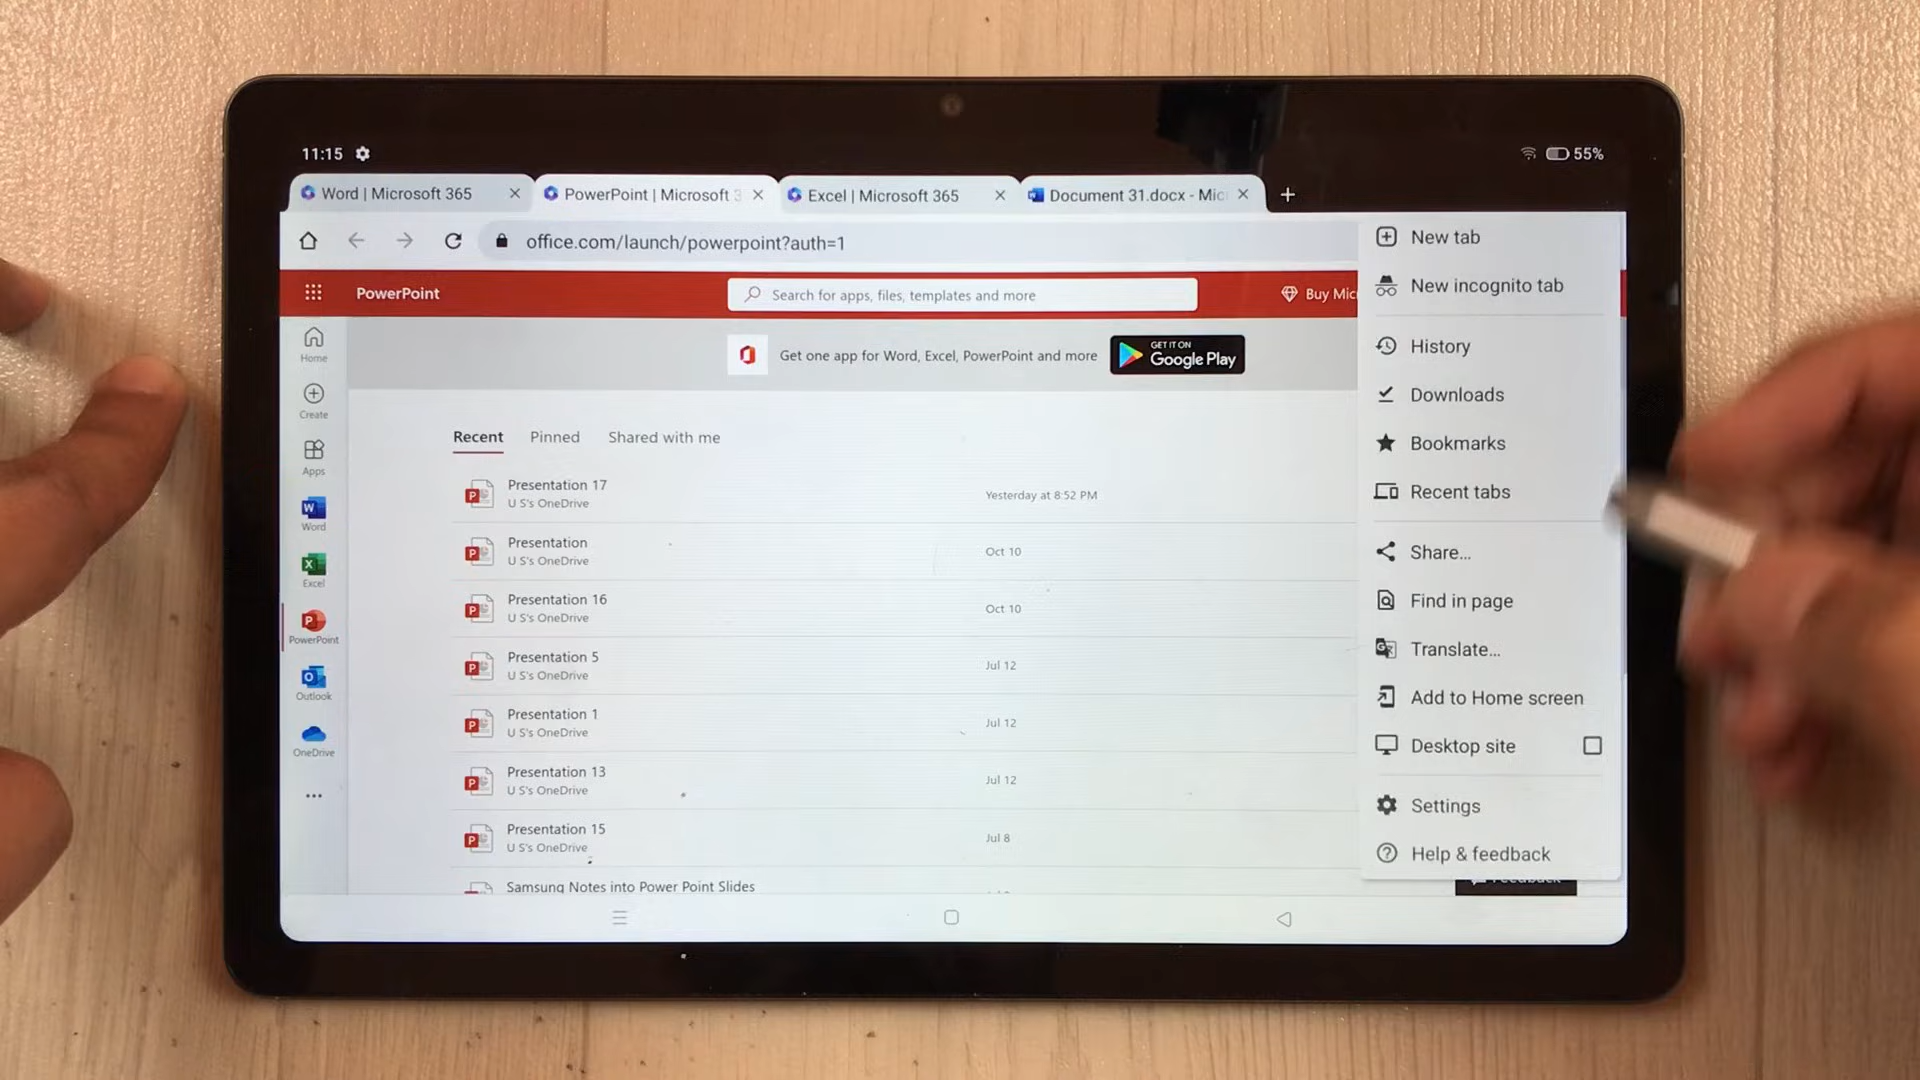 11:15
55%
Word | Microsoft 365
PowerPoint | Microsoft 3
Excel | Microsoft 365
Document 31.docx - Mic
office.com/launch/powerpoint?auth=1
PowerPoint
Search for apps, files, templates and more
Buy Micr
Get one app for Word, Excel, PowerPoint and more
GET IT ON
Google Play
Home
Create
Apps
Word
Excel
PowerPoint
Outlook
OneDrive
Recent Pinned Shared with me
Presentation 17
U S's OneDrive
Yesterday at 8:52 PM
Presentation
U S's OneDrive
Oct 10
Presentation 16
U S's OneDrive
Oct 10
Presentation 5
U S's OneDrive
Jul 12
Presentation 1
U S's OneDrive
Jul 12
Presentation 13
U S's OneDrive
Jul 12
Presentation 15
U S's OneDrive
Jul 8
Samsung Notes into Power Point Slides
New tab
New incognito tab
History
Downloads
Bookmarks
Recent tabs
Share...
Find in page
Translate...
Add to Home screen
Desktop site
Settings
Help & feedback